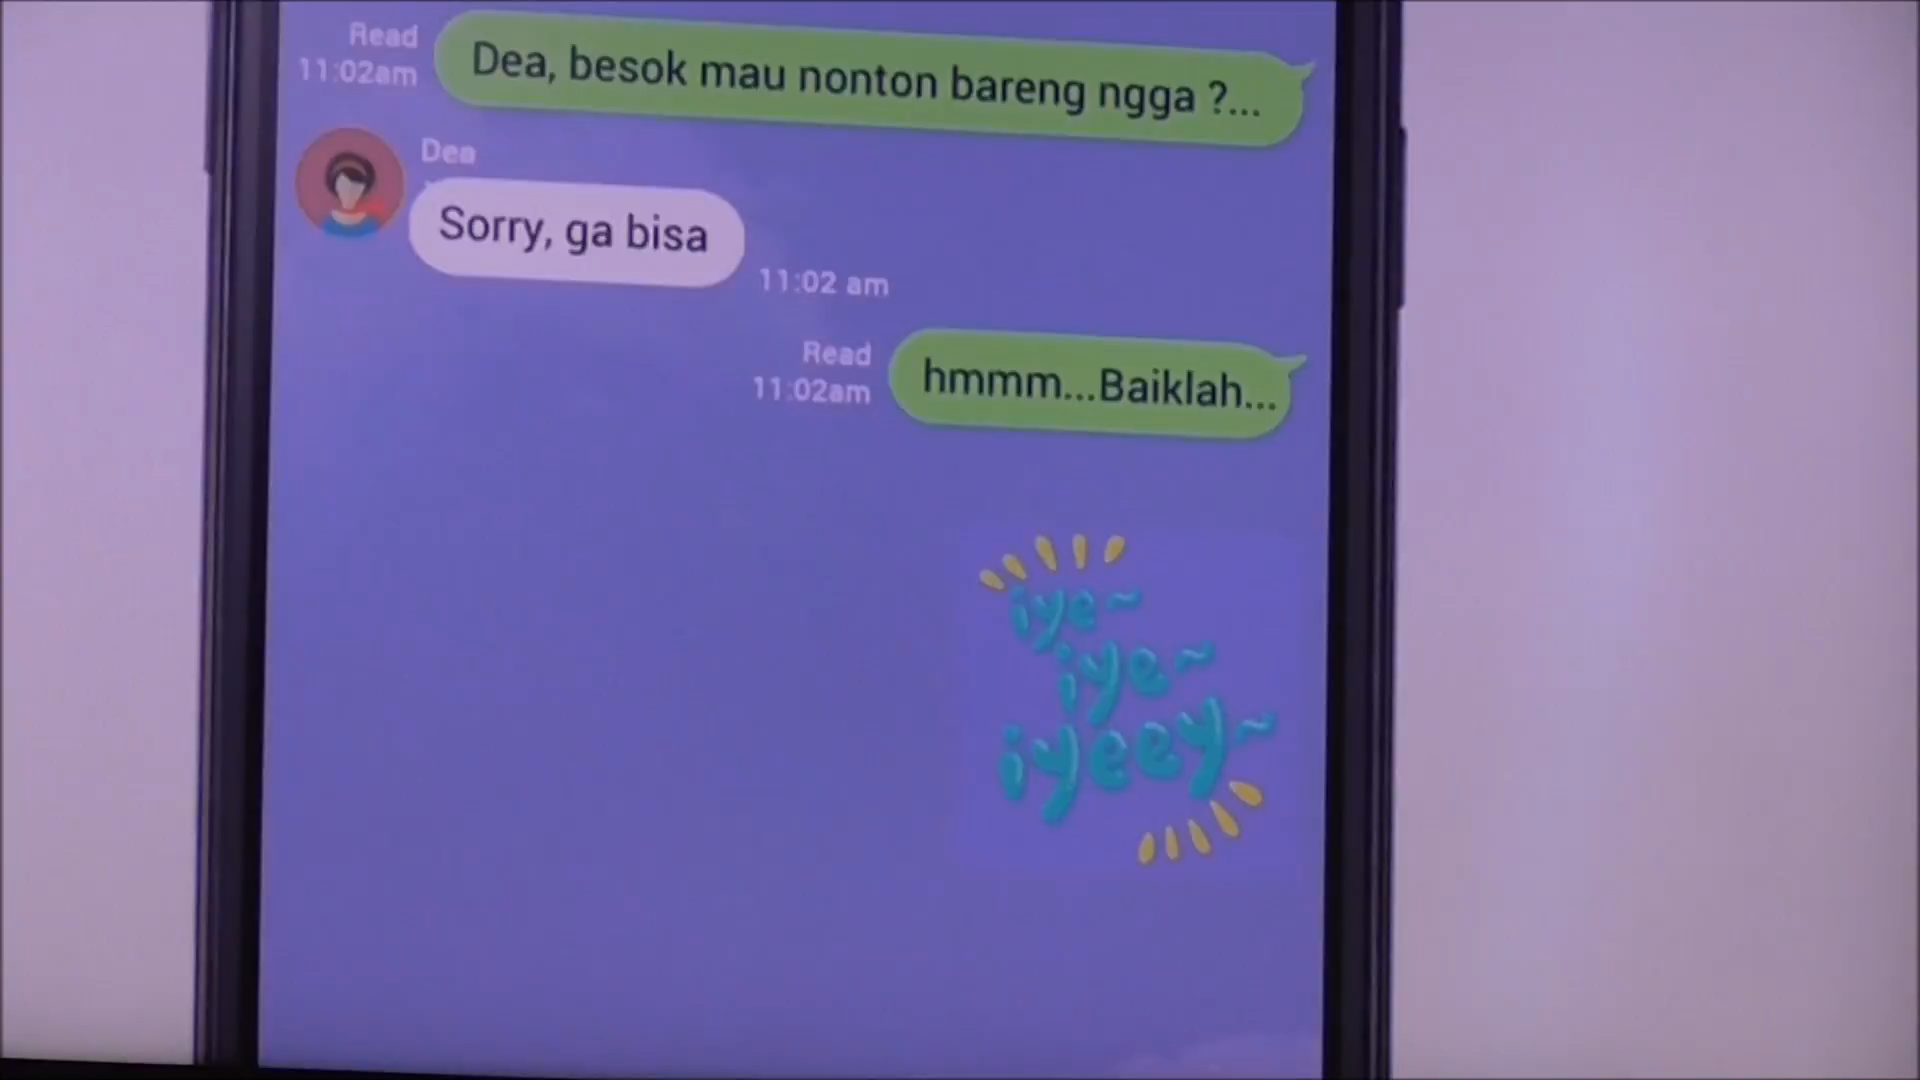 Read
11:02am
Dea, besok mau nonton bareng ngga ?...
Dea
Sorry, ga bisa
11:02 am
Read
11:02am
hmmm...Baiklah...
iye~
iye~
iyeey~